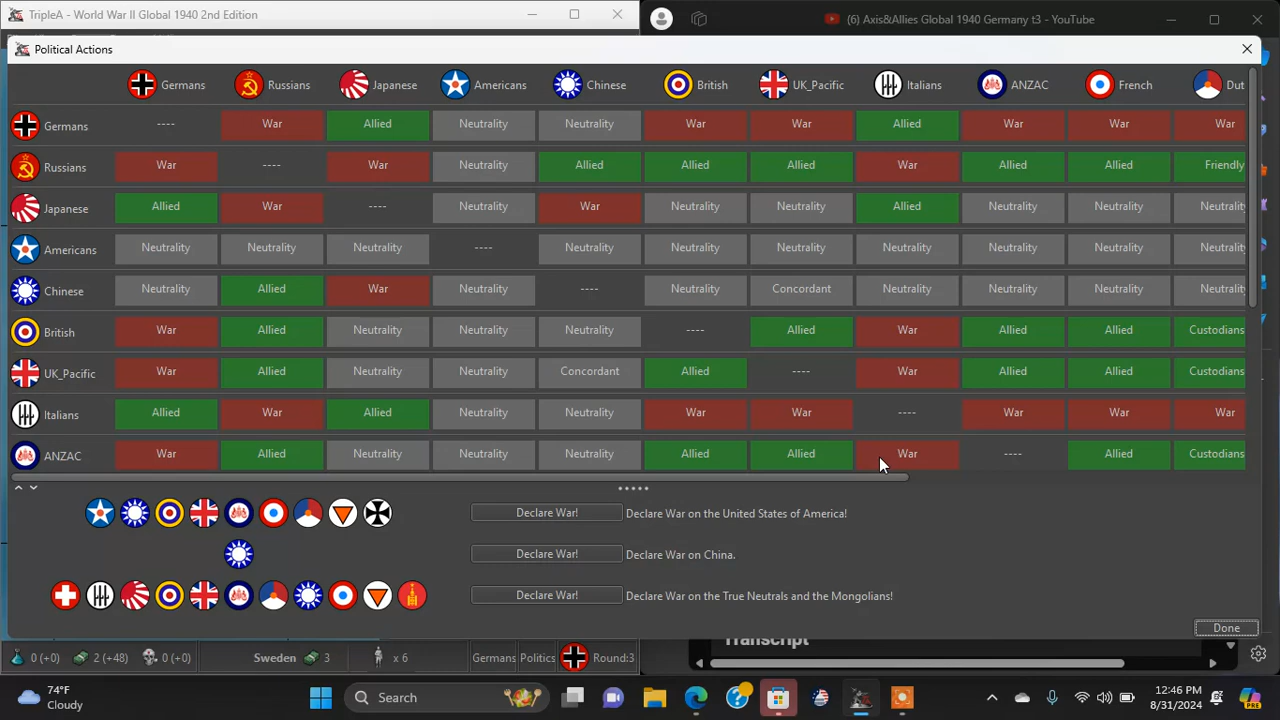 TripleA - World War II Global 1940 2nd Edition
(6) Axis&Allies Global 1940 Germany t3 - YouTube
Political Actions
Germans Russians Japanese Americans Chinese British UK_Pacific Italians ANZAC French Dut
Germans ---- War Allied Neutrality Neutrality War War Allied War War War
Russians War ---- War Neutrality Allied Allied Allied War Allied Allied Friendly
Japanese Allied War ---- Neutrality War Neutrality Neutrality Allied Neutrality Neutrality Neutrality
Americans Neutrality Neutrality Neutrality ---- Neutrality Neutrality Neutrality Neutrality Neutrality Neutrality Neutrality
Chinese Neutrality Allied War Neutrality ---- Neutrality Concordant Neutrality Neutrality Neutrality Neutrality
British War Allied Neutrality Neutrality Neutrality ---- Allied War Allied Allied Custodians
UK_Pacific War Allied Neutrality Neutrality Concordant Allied ---- War Allied Allied Custodians
Italians Allied War Allied Neutrality Neutrality War War ---- War War War
ANZAC War Allied Neutrality Neutrality Neutrality Allied Allied War ---- Allied Custodians
Declare War! Declare War on the United States of America!
Declare War! Declare War on China.
Declare War! Declare War on the True Neutrals and the Mongolians!
Done
Transcript
0 (+0) 2 (+48) 0 (+0) Sweden 3 x 6 Germans Politics Round:3
74°F
Cloudy
Search
12:46 PM
8/31/2024
PRE